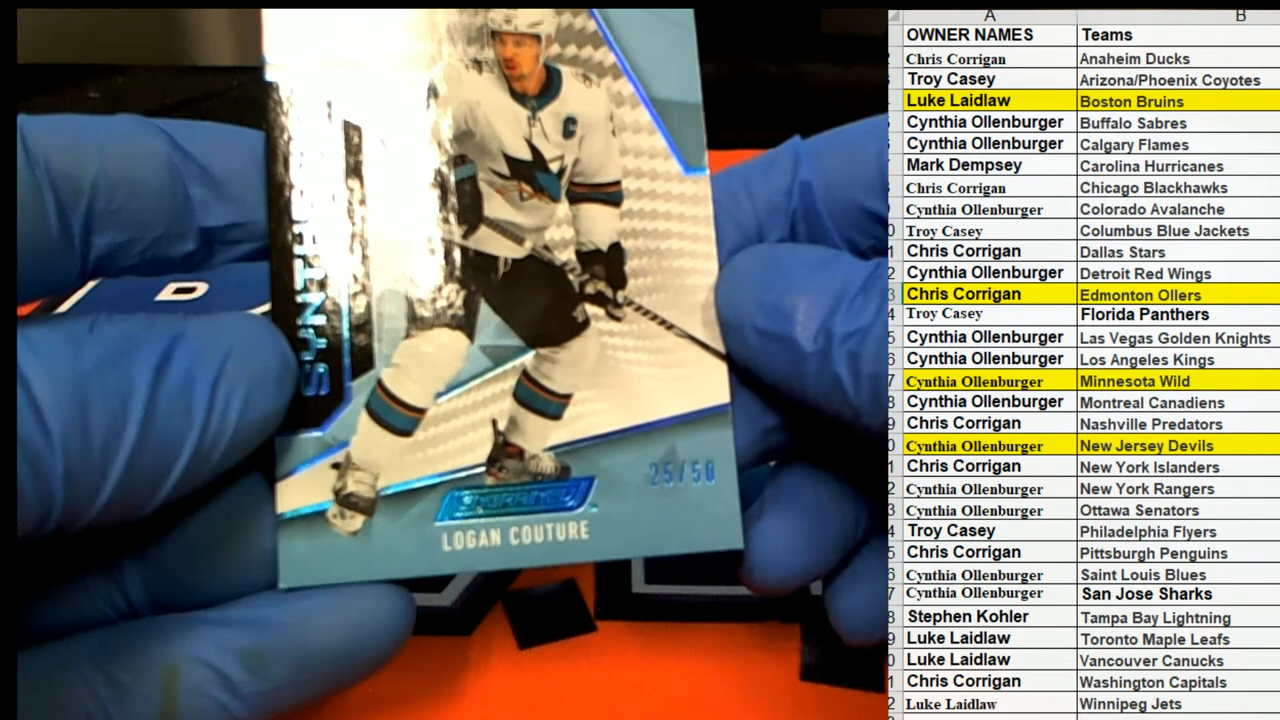 SYNTH
S
C
D
25/50
LOGAN COUTURE
A B
OWNER NAMES Teams
Chris Corrigan Anaheim Ducks
Troy Casey Arizona/Phoenix Coyotes
Luke Laidlaw Boston Bruins
Cynthia Ollenburger Buffalo Sabres
Cynthia Ollenburger Calgary Flames
Mark Dempsey Carolina Hurricanes
Chris Corrigan Chicago Blackhawks
Cynthia Ollenburger Colorado Avalanche
Troy Casey Columbus Blue Jackets
Chris Corrigan Dallas Stars
Cynthia Ollenburger Detroit Red Wings
Chris Corrigan Edmonton Ollers
Troy Casey Florida Panthers
Cynthia Ollenburger Las Vegas Golden Knights
Cynthia Ollenburger Los Angeles Kings
Cynthia Ollenburger Minnesota Wild
Cynthia Ollenburger Montreal Canadiens
Chris Corrigan Nashville Predators
Cynthia Ollenburger New Jersey Devils
Chris Corrigan New York Islanders
Cynthia Ollenburger New York Rangers
Cynthia Ollenburger Ottawa Senators
Troy Casey Philadelphia Flyers
Chris Corrigan Pittsburgh Penguins
Cynthia Ollenburger Saint Louis Blues
Cynthia Ollenburger San Jose Sharks
Stephen Kohler Tampa Bay Lightning
Luke Laidlaw Toronto Maple Leafs
Luke Laidlaw Vancouver Canucks
Chris Corrigan Washington Capitals
Luke Laidlaw Winnipeg Jets